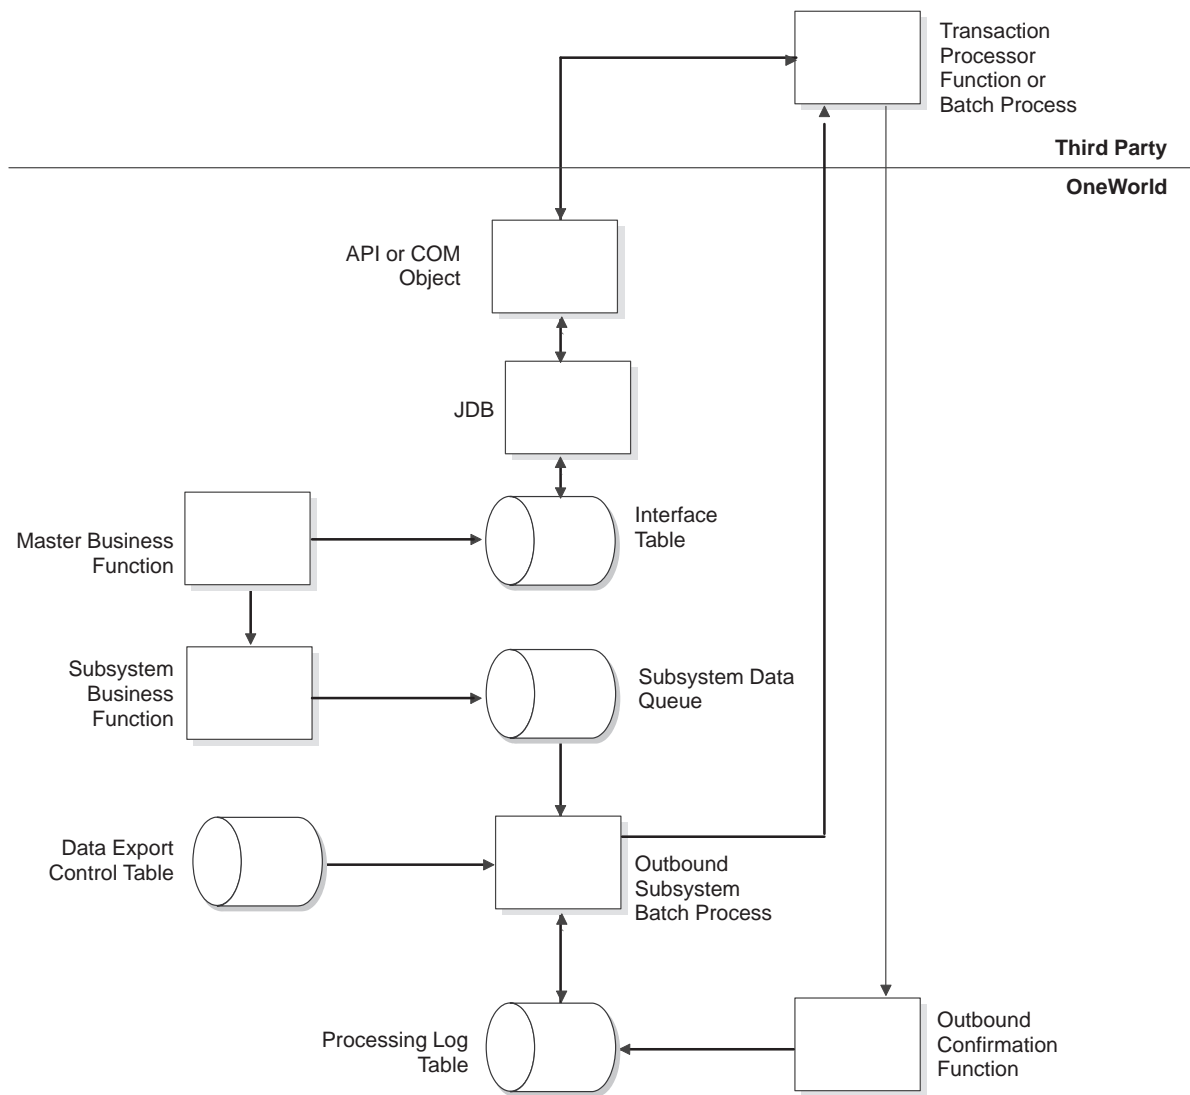 Transaction
Processor
Function or
Batch Process
Third Party
OneWorld
API or COM
Object
JDB
Interface
Table
Master Business
Function
Subsystem
Business
Function
Subsystem Data
Queue
Data Export
Control Table
Outbound
Subsystem
Batch Process
Processing Log
Table
Outbound
Confirmation
Function